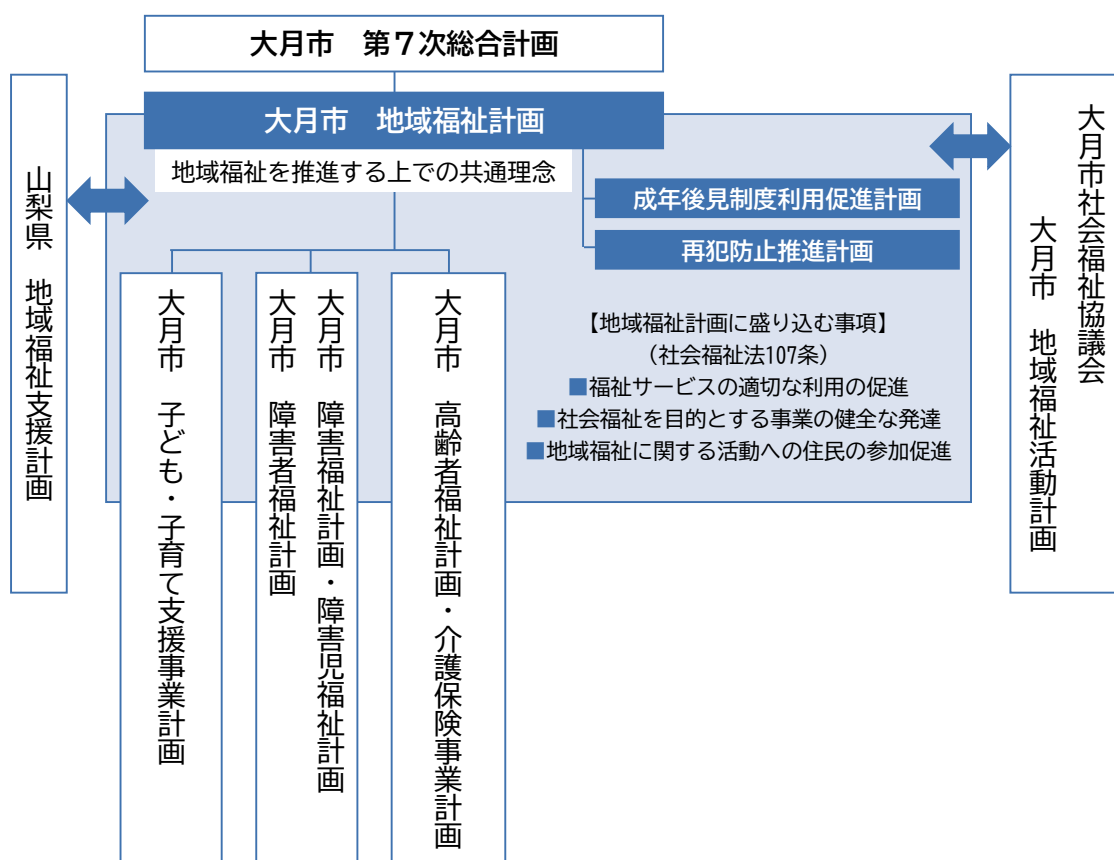 大月市　第７次総合計画
大月市　地域福祉計画
地域福祉を推進する上での共通理念
成年後見制度利用促進計画
再犯防止推進計画
山梨県　地域福祉支援計画
大月市社会福祉協議会
大月市　地域福祉活動計画
大月市　子ども・子育て支援事業計画
大月市　障害福祉計画・障害児福祉計画
大月市　障害者福祉計画
大月市　高齢者福祉計画・介護保険事業計画
【地域福祉計画に盛り込む事項】
（社会福祉法107条）
■福祉サービスの適切な利用の促進
■社会福祉を目的とする事業の健全な発達
■地域福祉に関する活動への住民の参加促進